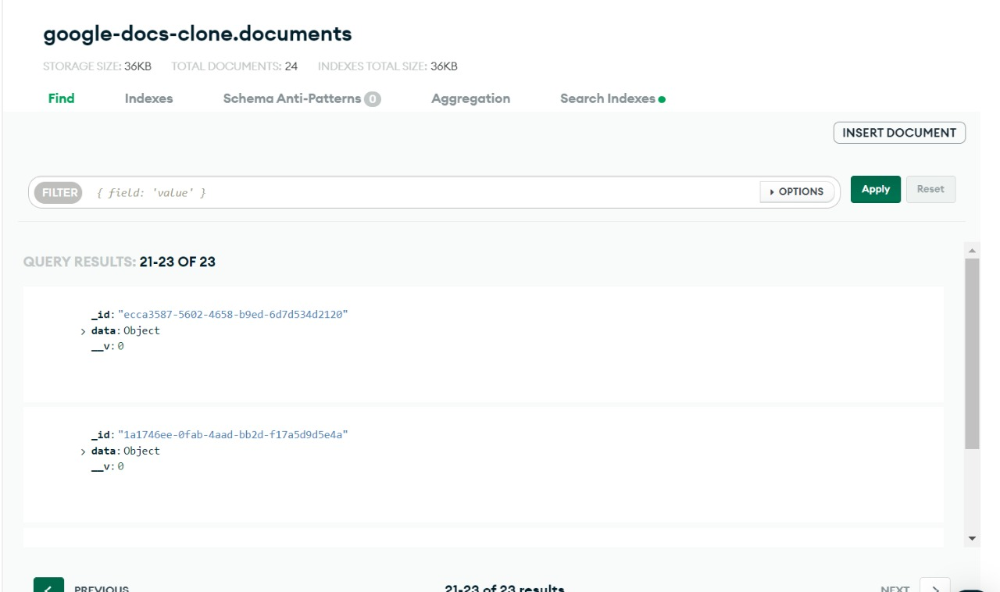 google-docs-clone.documents
STORAGE SIZE: 36KB TOTAL DOCUMENTS: 24 INDEXES TOTAL SIZE: 36KB
Find Indexes Schema Anti-Patterns 0 Aggregation Search Indexes
INSERT DOCUMENT
FILTER { field: 'value' } OPTIONS Apply Reset
QUERY RESULTS: 21-23 OF 23
_id: "ecca3587-5602-4658-b9ed-6d7d534d2120"
data: Object
__v: 0
_id: "1a1746ee-0fab-4aad-bb2d-f17a5d9d5e4a"
data: Object
__v: 0
PREVIOUS 21-23 of 23 results NEXT